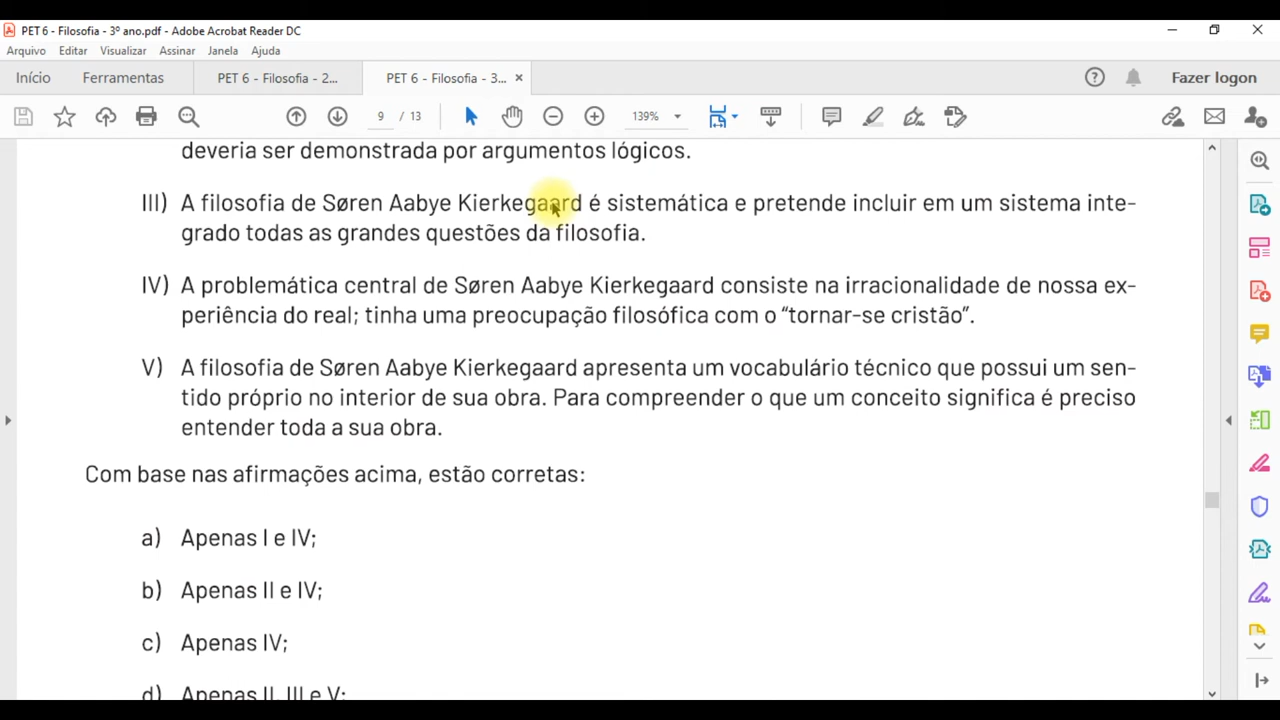 PET 6 - Filosofia - 3º ano.pdf - Adobe Acrobat Reader DC
Arquivo Editar Visualizar Assinar Janela Ajuda
Início Ferramentas PET 6 - Filosofia - 2... PET 6 - Filosofia - 3... × Fazer logon
9 / 13 139%
deveria ser demonstrada por argumentos lógicos.
III) A filosofia de Søren Aabye Kierkegaard é sistemática e pretende incluir em um sistema inte-
grado todas as grandes questões da filosofia.
IV) A problemática central de Søren Aabye Kierkegaard consiste na irracionalidade de nossa ex-
periência do real; tinha uma preocupação filosófica com o “tornar-se cristão”.
V) A filosofia de Søren Aabye Kierkegaard apresenta um vocabulário técnico que possui um sen-
tido próprio no interior de sua obra. Para compreender o que um conceito significa é preciso
entender toda a sua obra.
Com base nas afirmações acima, estão corretas:
a) Apenas I e IV;
b) Apenas II e IV;
c) Apenas IV;
d) Apenas II, III e V;